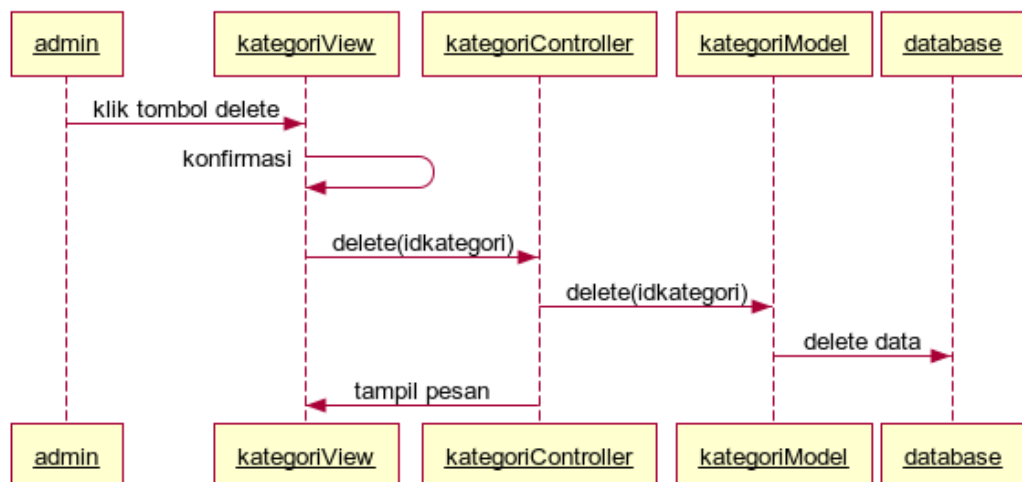 admin
kategoriView
kategoriController
kategoriModel
database
klik tombol delete
konfirmasi
delete(idkategori)
delete(idkategori)
delete data
tampil pesan
admin
kategoriView
kategoriController
kategoriModel
database